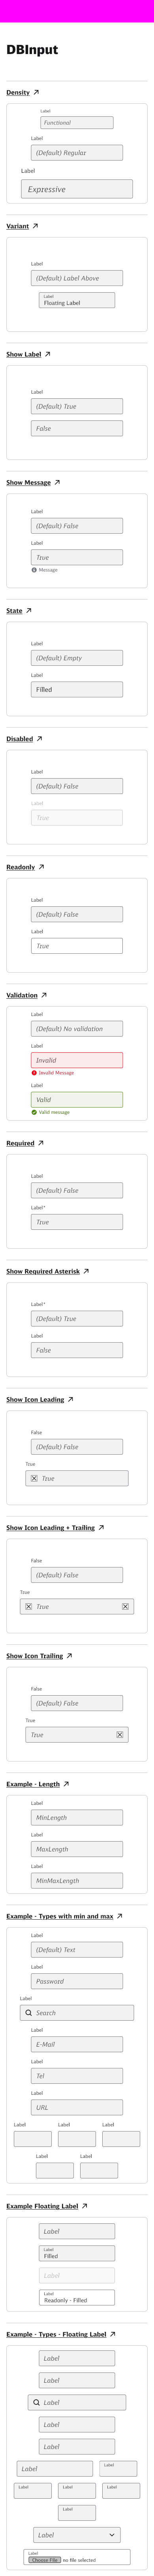 DBInput
Density
Label
Functional
Label
(Default) Regular
Label
Expressive
Variant
Label
(Default) Label Above
Label
Floating Label
Show Label
Label
(Default) True
False
Show Message
Label
(Default) False
Label
True
Message
State
Label
(Default) Empty
Label
Filled
Disabled
Label
(Default) False
Label
True
Readonly
Label
(Default) False
Label
True
Validation
Label
(Default) No validation
Label
Invalid
Invalid Message
Label
Valid
Valid message
Required
Label
(Default) False
Label*
True
Show Required Asterisk
Label*
(Default) True
Label
False
Show Icon Leading
False
(Default) False
True
True
Show Icon Leading + Trailing
False
(Default) False
True
True
Show Icon Trailing
False
(Default) False
True
True
Example - Length
Label
MinLength
Label
MaxLength
Label
MinMaxLength
Example - Types with min and max
Label
(Default) Text
Label
Password
Label
Search
Label
E-Mail
Label
Tel
Label
URL
Label Label Label
Label Label
Example Floating Label
Label
Label
Filled
Label
Label
Readonly - Filled
Example - Types - Floating Label
Label
Label
Label
Label
Label
Label Label
Label Label Label
Label
Label
Label
Choose File no file selected